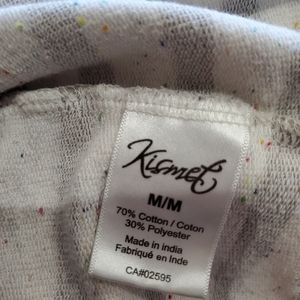 Kismet
M/M
70% Cotton / Coton
30% Polyester
Made in india
Fabriqué en Inde
CA#02595